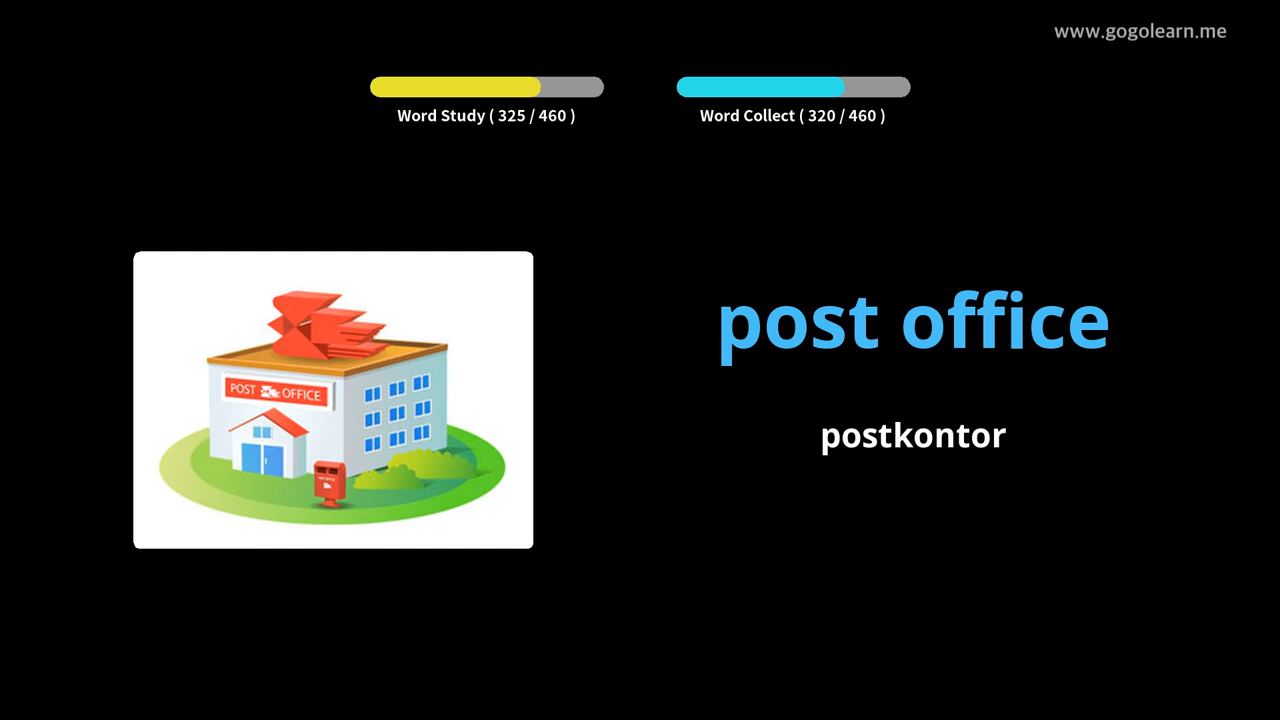 www.gogolearn.me
Word Study ( 325 / 460 )
Word Collect ( 320 / 460 )
POST OFFICE
post office
postkontor